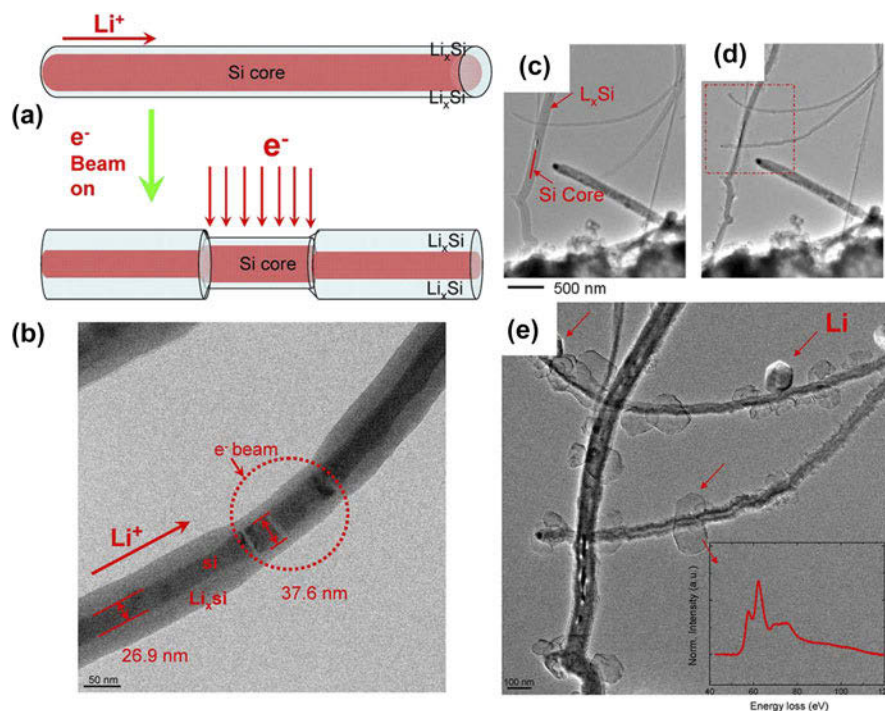 Li+
LixSi
Si core
LixSi
(a)
e-
Beam
on
e-
LixSi
Si core
LixSi
(b)
e- beam
Li+
si
Lixsi
37.6 nm
26.9 nm
50 nm
(c)
LxSi
Si Core
500 nm
(d)
(e)
Li
100 nm
Norm. Intensity (a.u.)
40 60 80 100 120
Energy loss (eV)